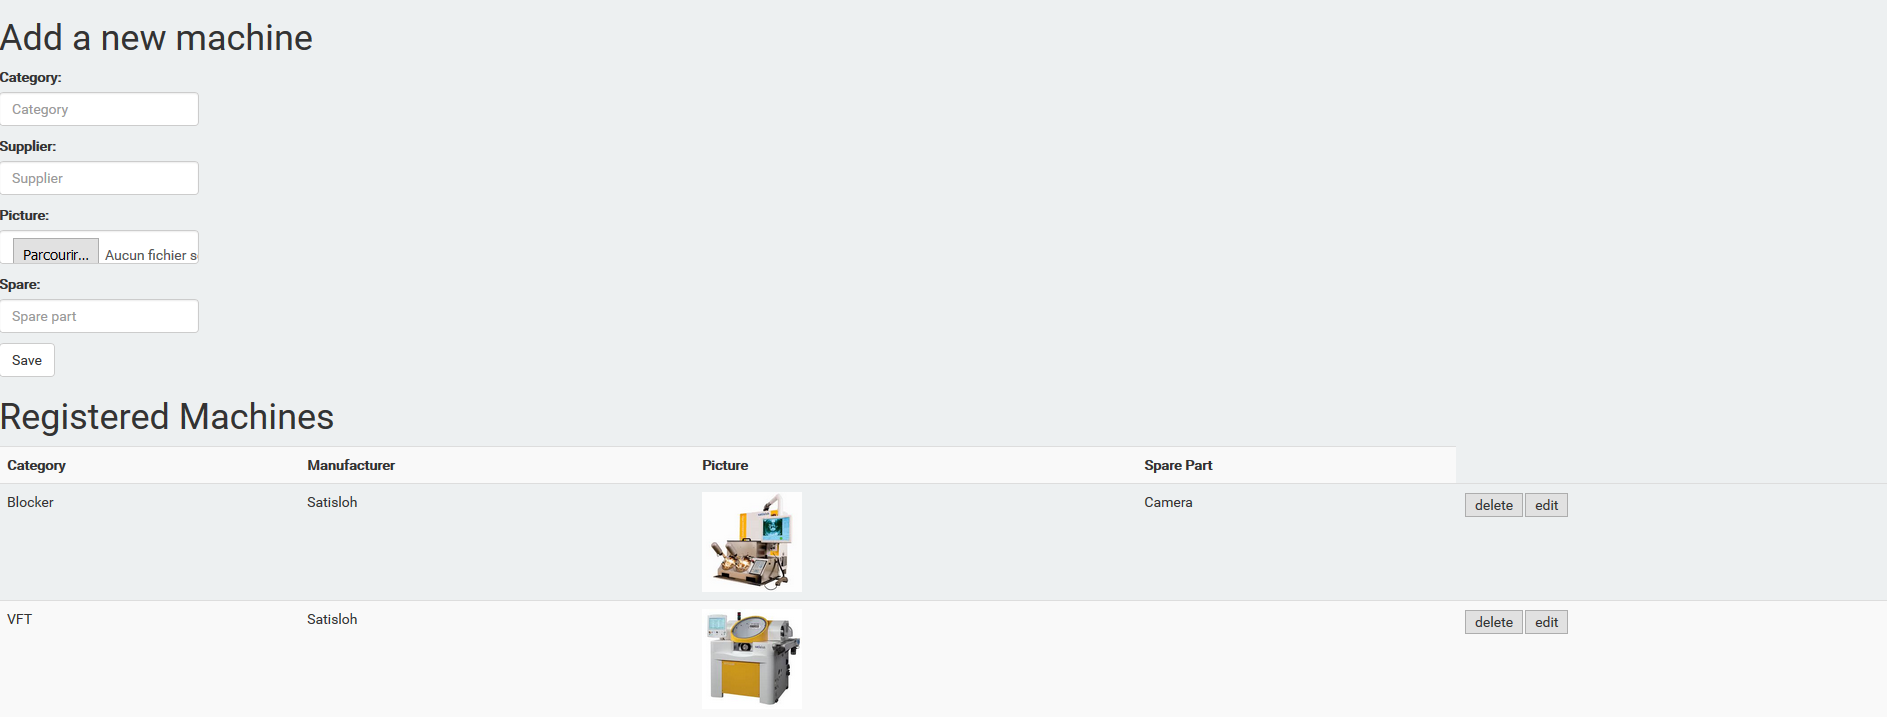 Add a new machine
Category:
Category
Supplier:
Supplier
Picture:
Parcourir... Aucun fichier s
Spare:
Spare part
Save
Registered Machines
Category Manufacturer Picture Spare Part
Blocker Satisloh Camera delete edit
VFT Satisloh delete edit